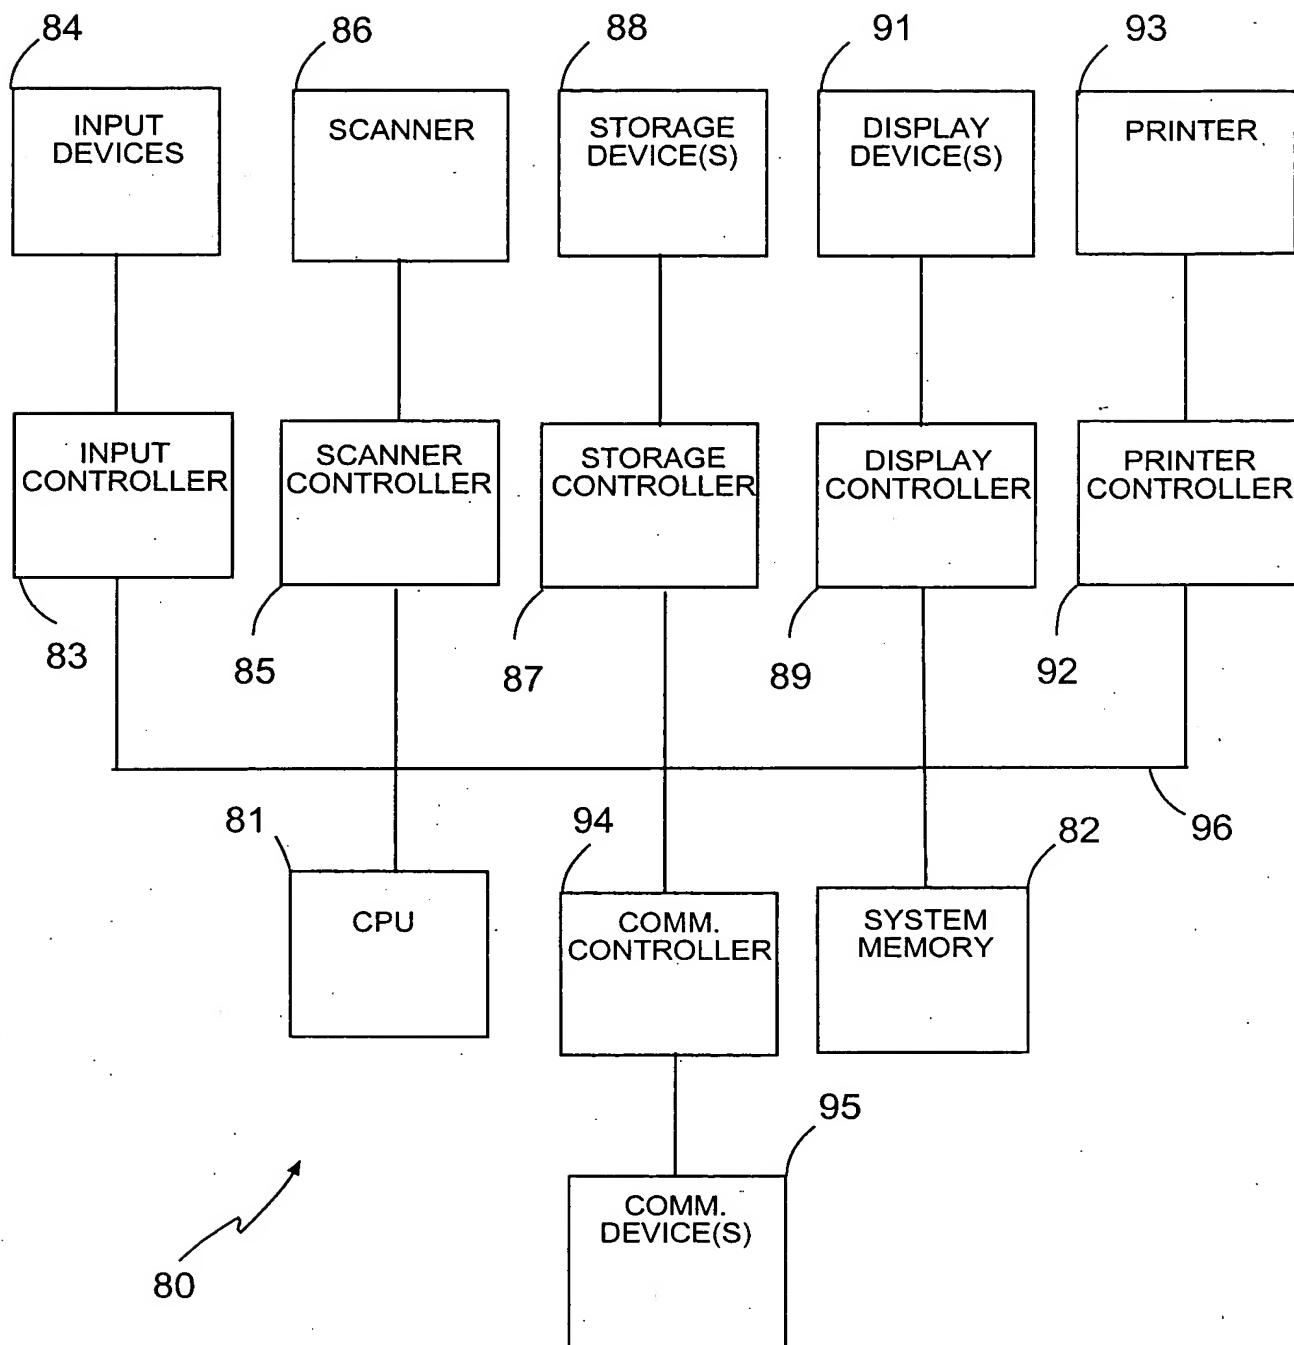 84
86
88
91
93
INPUT
DEVICES
SCANNER
STORAGE
DEVICE(S)
DISPLAY
DEVICE(S)
PRINTER
INPUT
CONTROLLER
SCANNER
CONTROLLER
STORAGE
CONTROLLER
DISPLAY
CONTROLLER
PRINTER
CONTROLLER
83
85
87
89
92
81
94
82
96
CPU
COMM.
CONTROLLER
SYSTEM
MEMORY
95
COMM.
DEVICE(S)
80